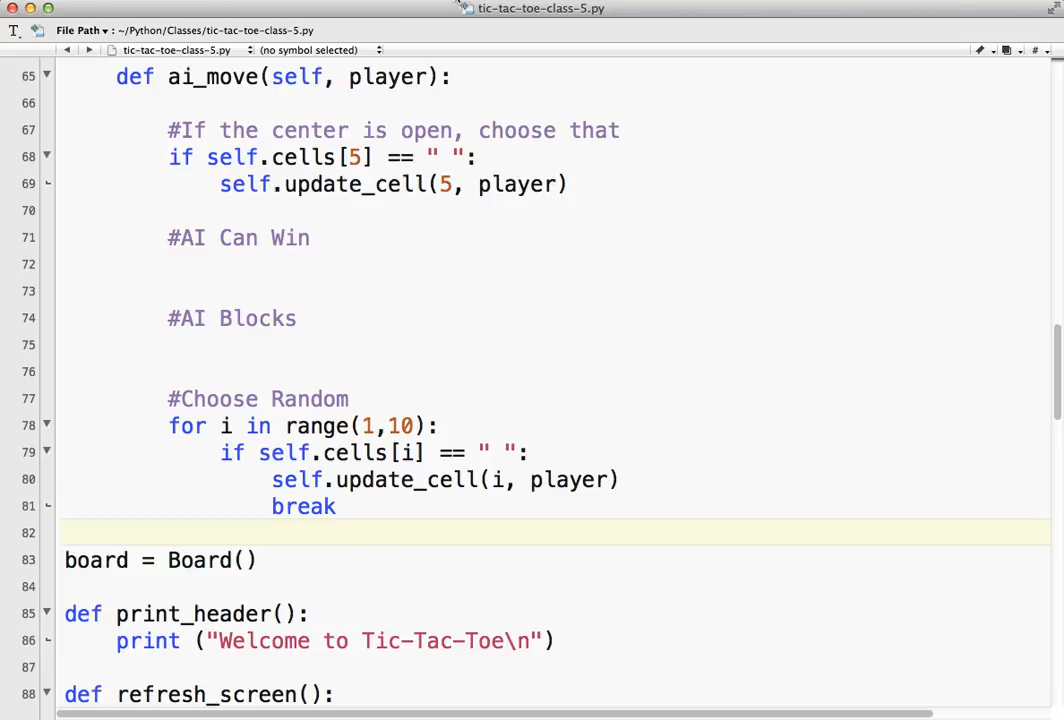 tic-tac-toe-class-5.py
File Path ▾ : ~/Python/Classes/tic-tac-toe-class-5.py
tic-tac-toe-class-5.py (no symbol selected) #
65 def ai_move(self, player):
66
67 #If the center is open, choose that
68 if self.cells[5] == " ":
69 self.update_cell(5, player)
70
71 #AI Can Win
72
73
74 #AI Blocks
75
76
77 #Choose Random
78 for i in range(1,10):
79 if self.cells[i] == " ":
80 self.update_cell(i, player)
81 break
82
83 board = Board()
84
85 def print_header():
86 print ("Welcome to Tic-Tac-Toe\n")
87
88 def refresh_screen():